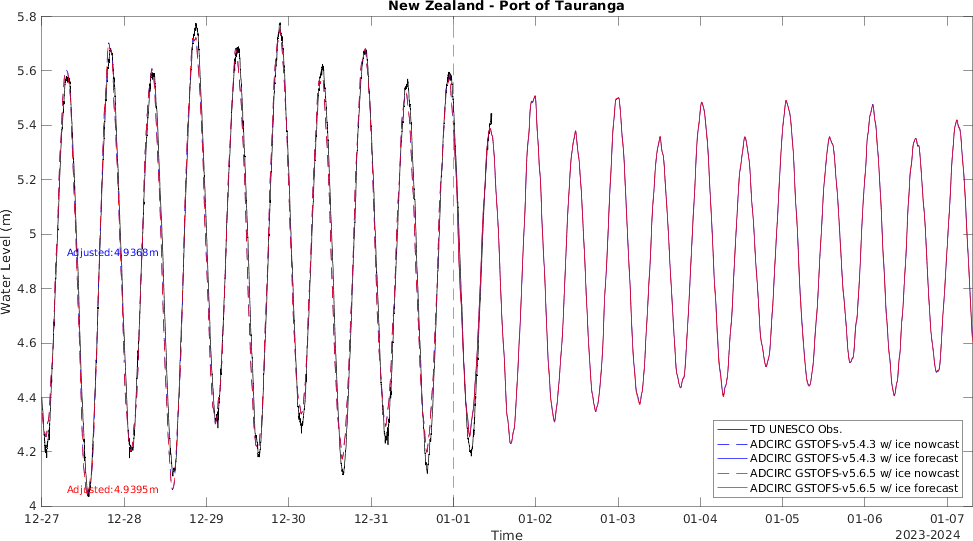 New Zealand - Port of Tauranga
Water Level (m)
5.8
5.6
5.4
5.2
5
4.8
4.6
4.4
4.2
4
Adjusted:4.9368m
Adjusted:4.9395m
TD UNESCO Obs.
ADCIRC GSTOFS-v5.4.3 w/ ice nowcast
ADCIRC GSTOFS-v5.4.3 w/ ice forecast
ADCIRC GSTOFS-v5.6.5 w/ ice nowcast
ADCIRC GSTOFS-v5.6.5 w/ ice forecast
12-27 12-28 12-29 12-30 12-31 01-01 01-02 01-03 01-04 01-05 01-06 01-07
Time
2023-2024